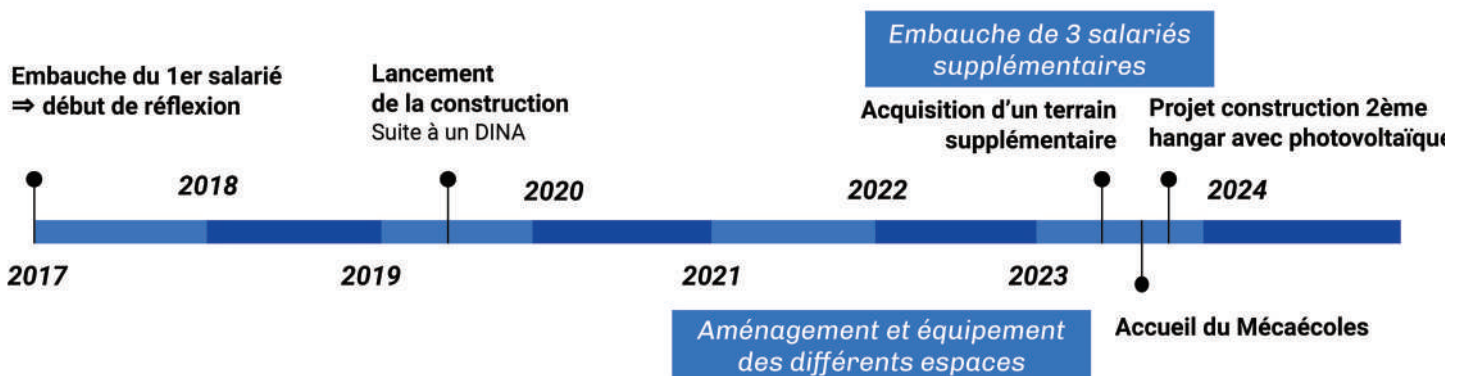 Embauche de 3 salariés
supplémentaires
Embauche du 1er salarié
⇒ début de réflexion
Lancement
de la construction
Suite à un DINA
Acquisition d'un terrain
supplémentaire
Projet construction 2ème
hangar avec photovoltaïque
2018
2020
2022
2024
2017
2019
2021
2023
Aménagement et équipement
des différents espaces
Accueil du Mécaécoles